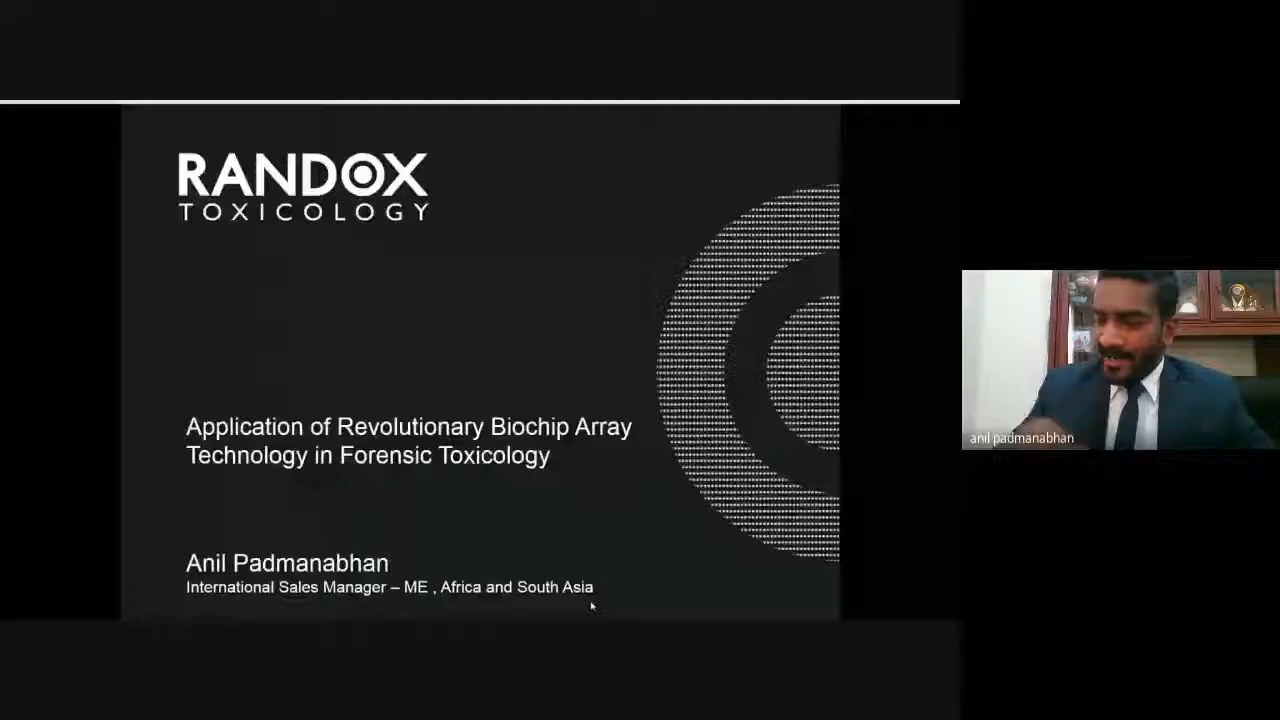 RANDOX
TOXICOLOGY
Application of Revolutionary Biochip Array
Technology in Forensic Toxicology
Anil Padmanabhan
International Sales Manager – ME , Africa and South Asia
anil padmanabhan